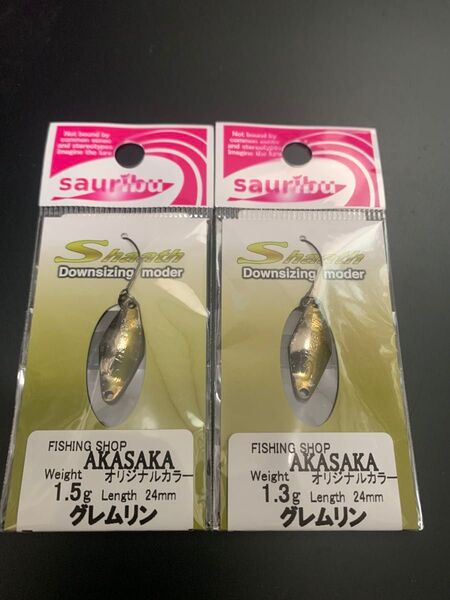 Not bound by
common sense
and stereotypes
Imagine the lure
sauribu
Shaath
Downsizing moder
FISHING SHOP
AKASAKA
Weight オリジナルカラー
1.5g Length 24mm
グレムリン
Not bound by
common sense
and stereotypes
Imagine the lure
sauribu
Shaath
Downsizing moder
FISHING SHOP
AKASAKA
Weight オリジナルカラー
1.3g Length 24mm
グレムリン